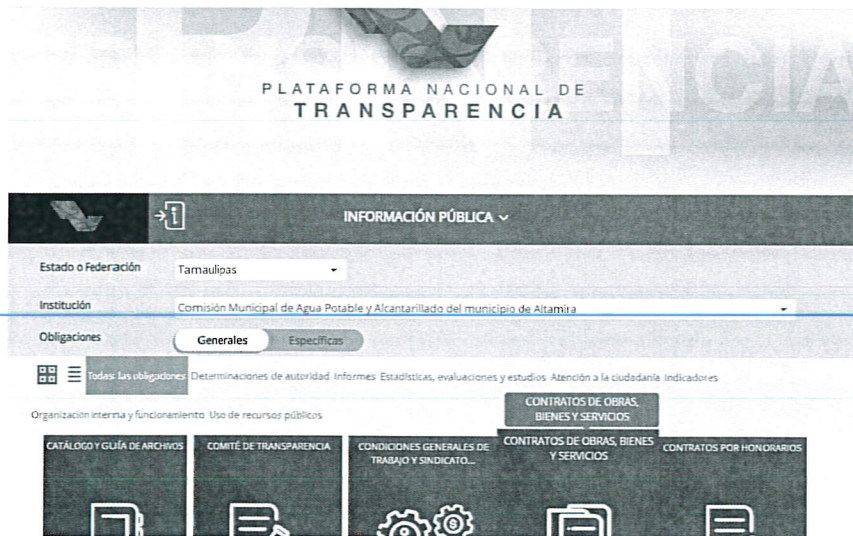 ENCIA
PLATAFORMA NACIONAL DE
TRANSPARENCIA
INFORMACIÓN PÚBLICA
Estado o Federación
Tamaulipas
Institución
Comisión Municipal de Agua Potable y Alcantarillado del municipio de Altamira
Obligaciones
Generales Específicas
Todas las obligaciones Determinaciones de autoridad Informes Estadísticas, evaluaciones y estudios Atención a la ciudadanía Indicadores
Organización interna y funcionamiento Uso de recursos públicos
CONTRATOS DE OBRAS,
BIENES Y SERVICIOS
CATÁLOGO Y GUÍA DE ARCHIVOS
COMITÉ DE TRANSPARENCIA
CONDICIONES GENERALES DE
TRABAJO Y SINDICATO...
CONTRATOS DE OBRAS, BIENES
Y SERVICIOS
CONTRATOS POR HONORARIOS